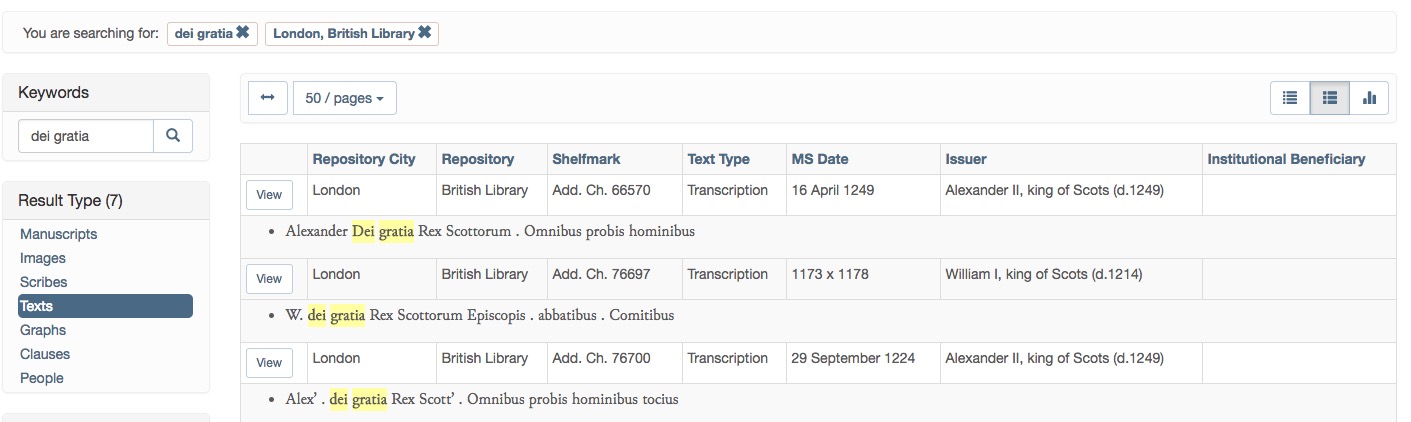 You are searching for: dei gratia ✖ London, British Library ✖
Keywords
dei gratia
Result Type (7)
Manuscripts
Images
Scribes
Texts
Graphs
Clauses
People
50 / pages
Repository City Repository Shelfmark Text Type MS Date Issuer Institutional Beneficiary
View London British Library Add. Ch. 66570 Transcription 16 April 1249 Alexander II, king of Scots (d.1249)
• Alexander Dei gratia Rex Scottorum . Omnibus probis hominibus
View London British Library Add. Ch. 76697 Transcription 1173 x 1178 William I, king of Scots (d.1214)
• W. dei gratia Rex Scottorum Episcopis . abbatibus . Comitibus
View London British Library Add. Ch. 76700 Transcription 29 September 1224 Alexander II, king of Scots (d.1249)
• Alex’ . dei gratia Rex Scott’ . Omnibus probis hominibus tocius